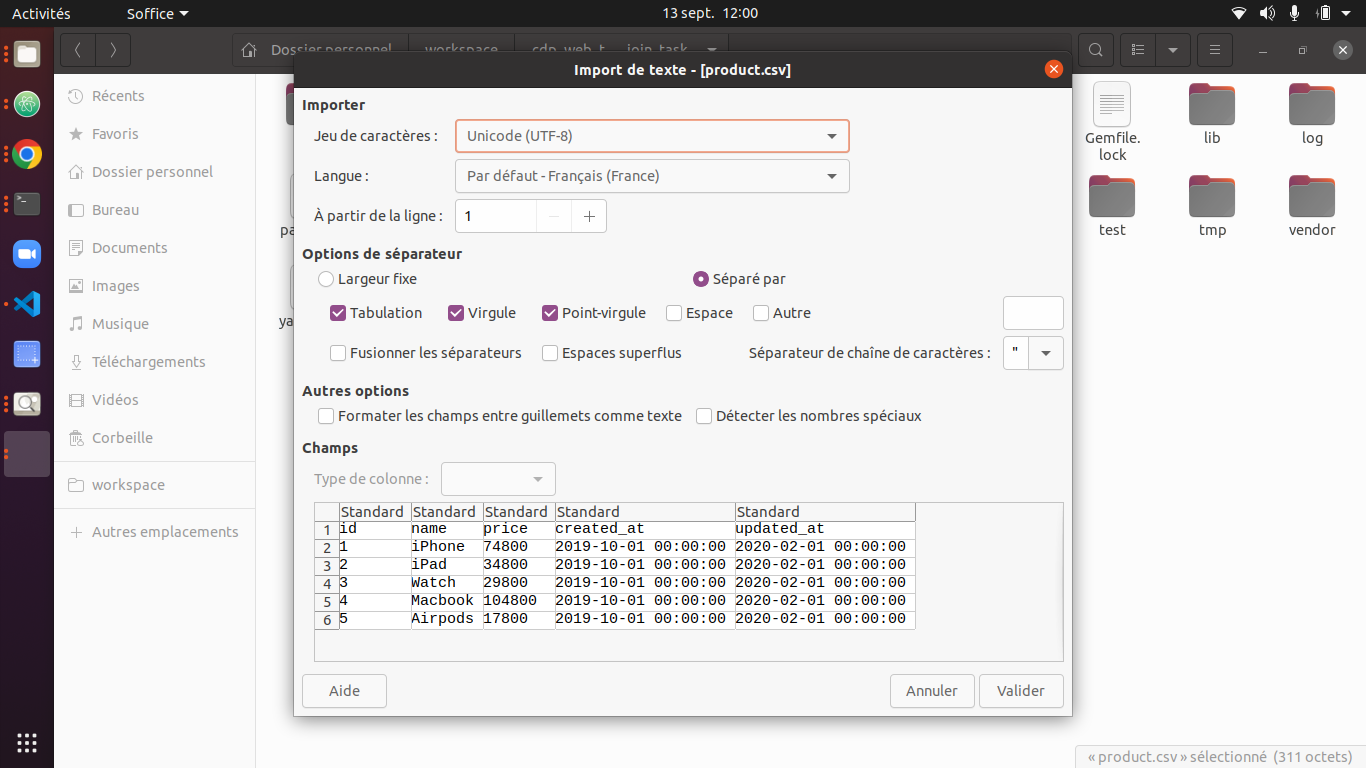 Activités
Soffice
13 sept. 12:00
Dossier personnel
workspace
cdp_web_t
join_task
Récents
Favoris
Dossier personnel
Bureau
Documents
Images
Musique
Téléchargements
Vidéos
Corbeille
workspace
Autres emplacements
Import de texte - [product.csv]
Importer
Jeu de caractères : Unicode (UTF-8)
Langue : Par défaut - Français (France)
À partir de la ligne : 1
Options de séparateur
Largeur fixe Séparé par
Tabulation Virgule Point-virgule Espace Autre
Fusionner les séparateurs Espaces superflus Séparateur de chaîne de caractères : "
Autres options
Formater les champs entre guillemets comme texte Détecter les nombres spéciaux
Champs
Type de colonne :
Standard Standard Standard Standard Standard
1 id name price created_at updated_at
2 1 iPhone 74800 2019-10-01 00:00:00 2020-02-01 00:00:00
3 2 iPad 34800 2019-10-01 00:00:00 2020-02-01 00:00:00
4 3 Watch 29800 2019-10-01 00:00:00 2020-02-01 00:00:00
5 4 Macbook 104800 2019-10-01 00:00:00 2020-02-01 00:00:00
6 5 Airpods 17800 2019-10-01 00:00:00 2020-02-01 00:00:00
Aide Annuler Valider
Gemfile.
lock
lib
log
test
tmp
vendor
pa
ya
« product.csv » sélectionné (311 octets)